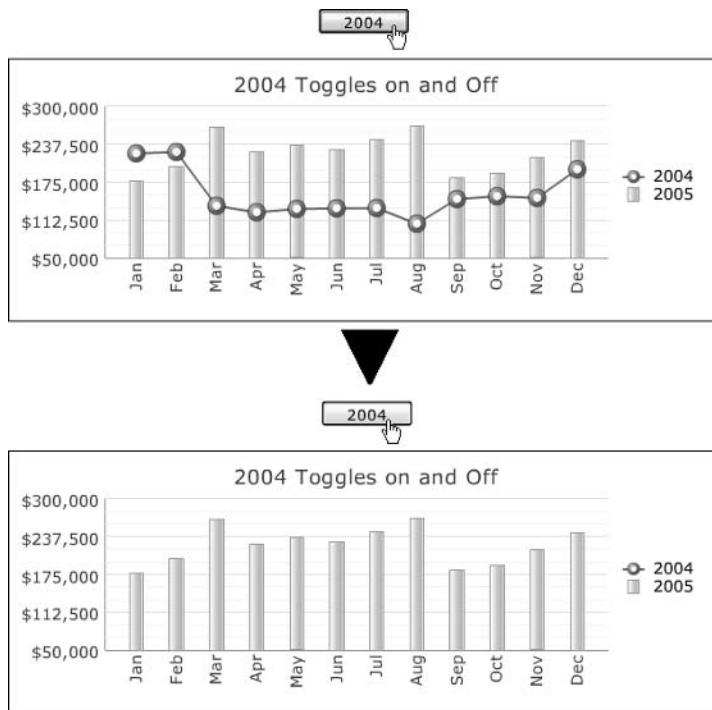 2004
2004 Toggles on and Off
$300,000
$237,500
$175,000
$112,500
$50,000
Jan
Feb
Mar
Apr
May
Jun
Jul
Aug
Sep
Oct
Nov
Dec
2004
2005
2004
2004 Toggles on and Off
$300,000
$237,500
$175,000
$112,500
$50,000
Jan
Feb
Mar
Apr
May
Jun
Jul
Aug
Sep
Oct
Nov
Dec
2004
2005